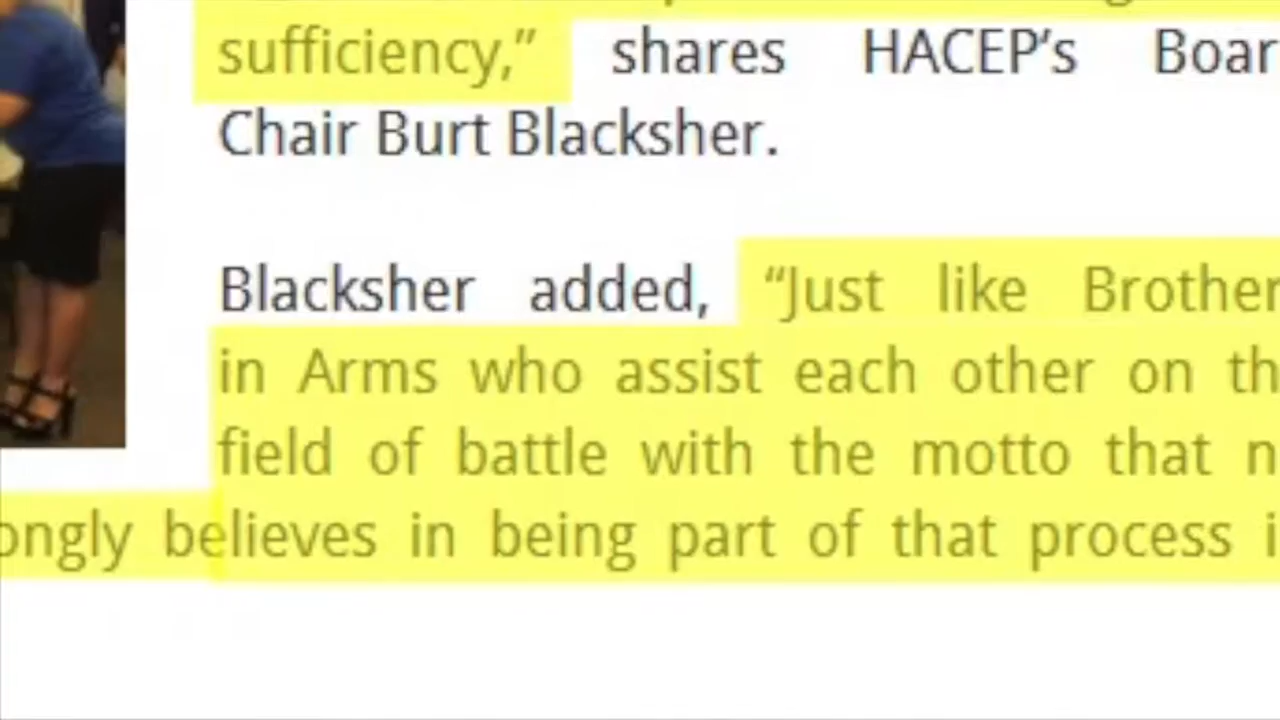 sufficiency,” shares HACEP’s Boar
Chair Burt Blacksher.
Blacksher added, “Just like Brother
in Arms who assist each other on th
field of battle with the motto that n
ongly believes in being part of that process i